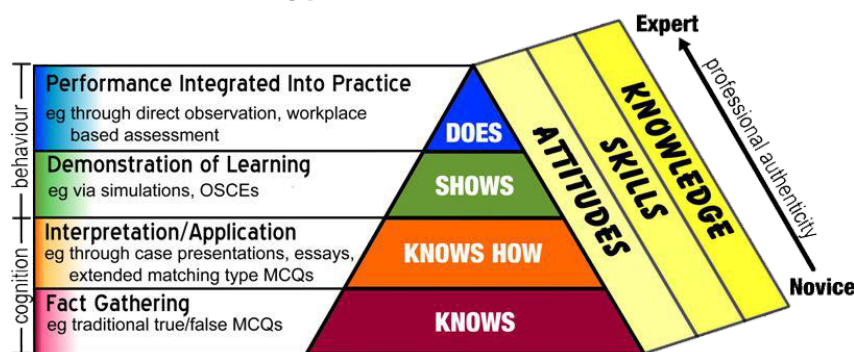 Expert
Performance Integrated Into Practice
eg through direct observation, workplace
based assessment
DOES
Demonstration of Learning
eg via simulations, OSCEs
SHOWS
Interpretation/Application
eg through case presentations, essays,
extended matching type MCQs
KNOWS HOW
Fact Gathering
eg traditional true/false MCQs
KNOWS
behaviour
cognition
ATTITUDES
SKILLS
KNOWLEDGE
professional authenticity
Novice